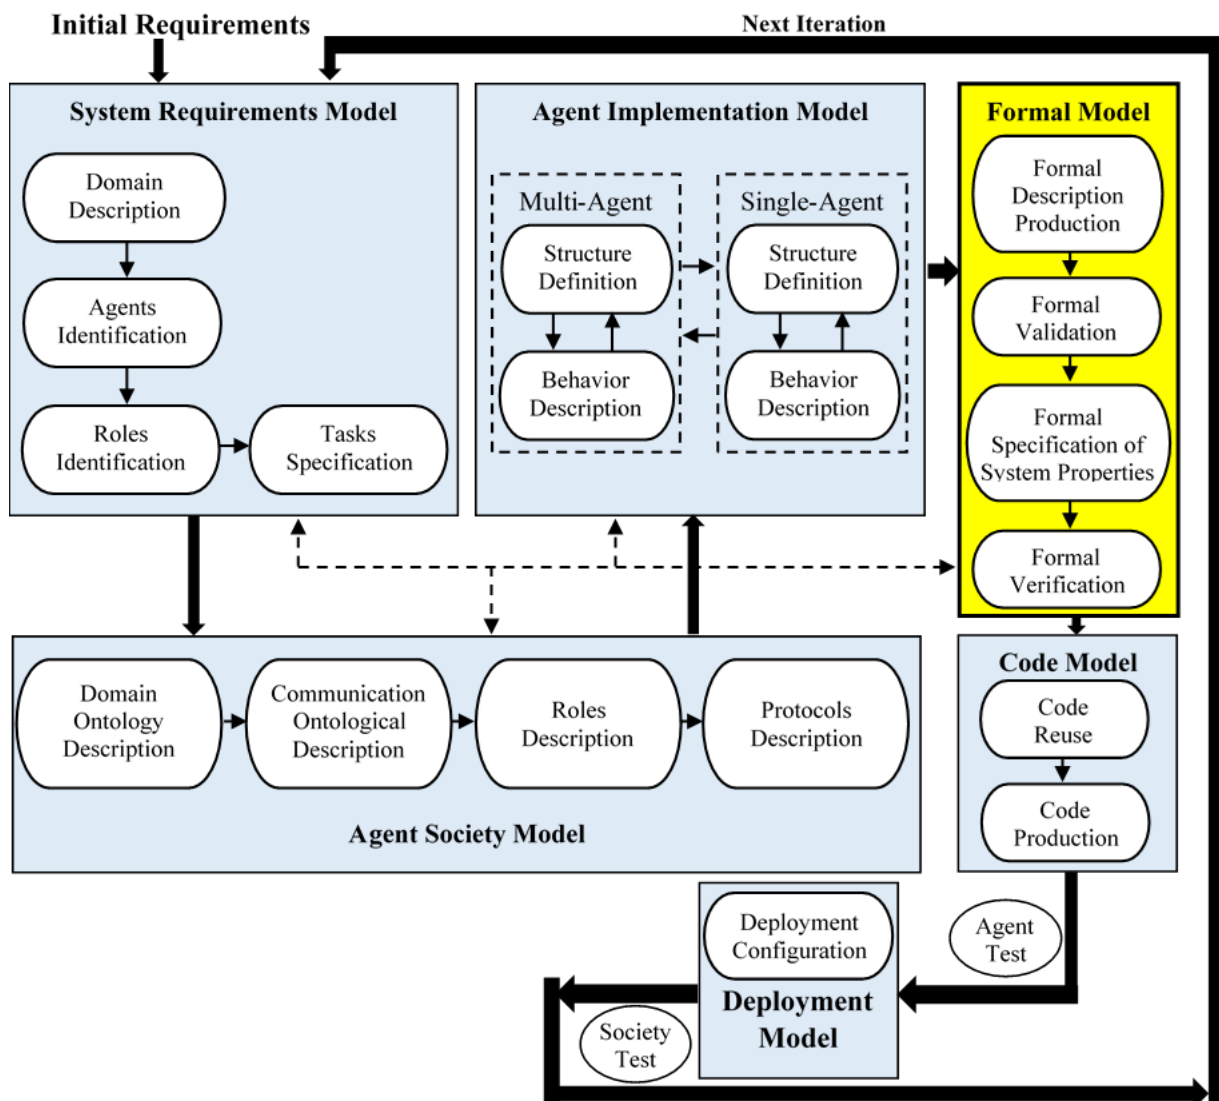 Initial Requirements
Next Iteration
System Requirements Model
Domain
Description
Agents
Identification
Roles
Identification
Tasks
Specification
Agent Implementation Model
Multi-Agent
Structure
Definition
Behavior
Description
Single-Agent
Structure
Definition
Behavior
Description
Formal Model
Formal
Description
Production
Formal
Validation
Formal
Specification of
System Properties
Formal
Verification
Domain
Ontology
Description
Communication
Ontological
Description
Roles
Description
Protocols
Description
Agent Society Model
Code Model
Code
Reuse
Code
Production
Agent
Test
Deployment
Configuration
Deployment
Model
Society
Test